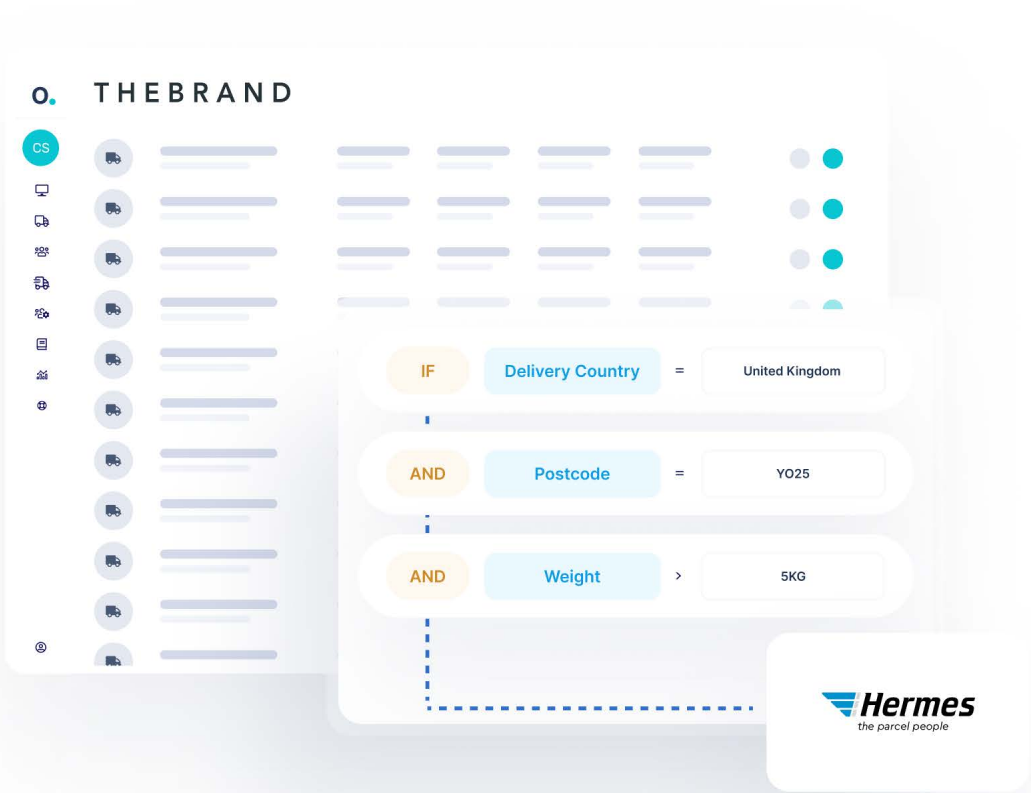 o.
THEBRAND
CS
IF Delivery Country = United Kingdom
AND Postcode = YO25
AND Weight > 5KG
Hermes
the parcel people